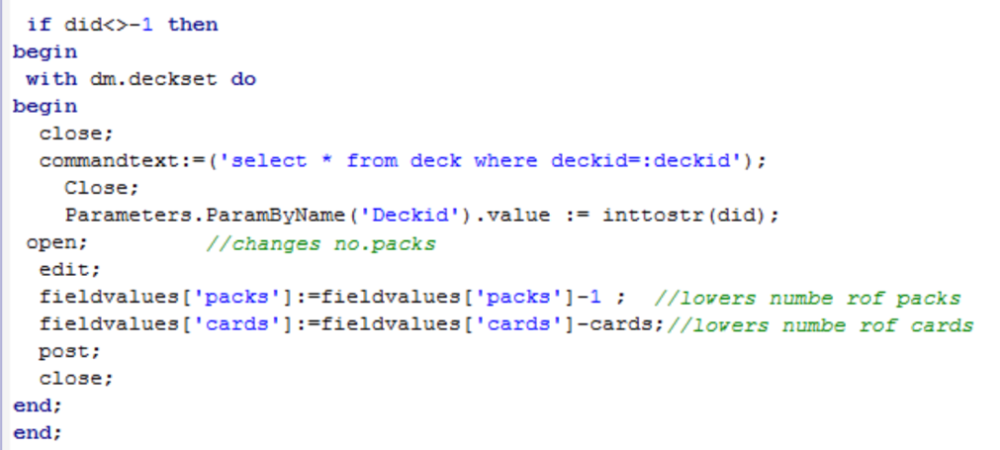 if did<>-1 then
begin
with dm.deckset do
begin
close;
commandtext:=('select * from deck where deckid=:deckid');
Close;
Parameters.ParamByName('Deckid').value := inttostr(did);
open; //changes no.packs
edit;
fieldvalues['packs']:=fieldvalues['packs']-1 ; //lovers numbe rof packs
fieldvalues['cards']:=fieldvalues['cards']-cards;//lovers numbe rof cards
post;
close;
end;
end;